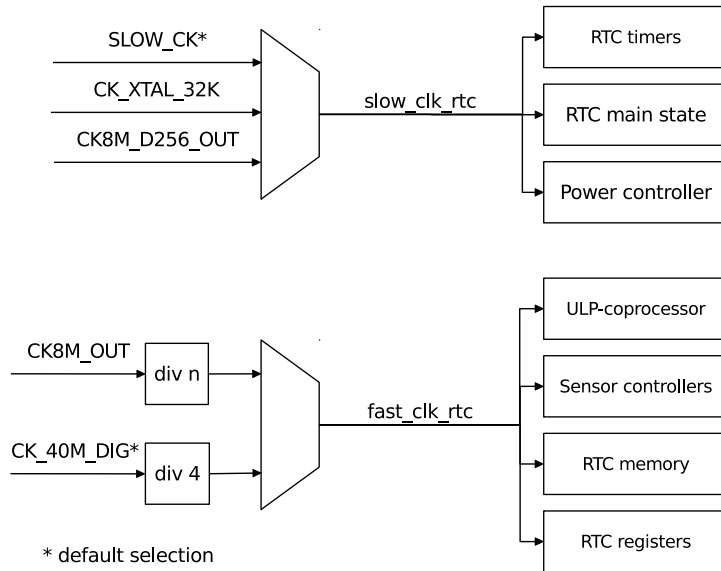 SLOW_CK*
CK_XTAL_32K
CK8M_D256_OUT
slow_clk_rtc
RTC timers
RTC main state
Power controller
CK8M_OUT
div n
CK_40M_DIG*
div 4
fast_clk_rtc
ULP-coprocessor
Sensor controllers
RTC memory
RTC registers
* default selection